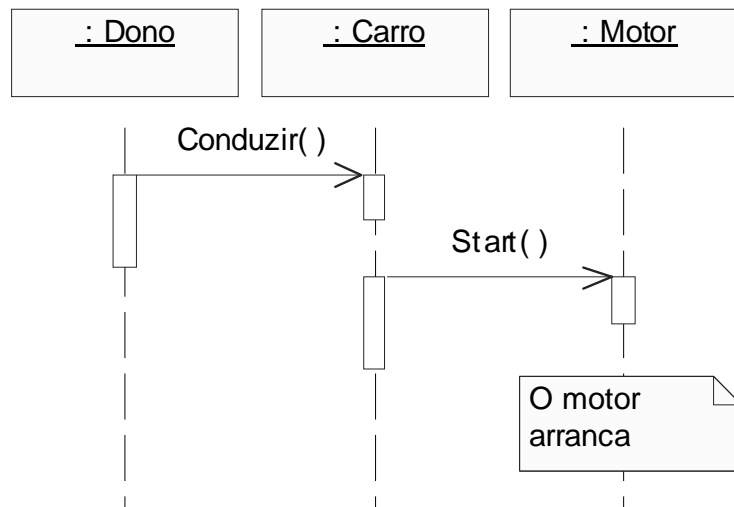 : Dono
: Carro
: Motor
Conduzir( )
Start( )
O motor
arranca